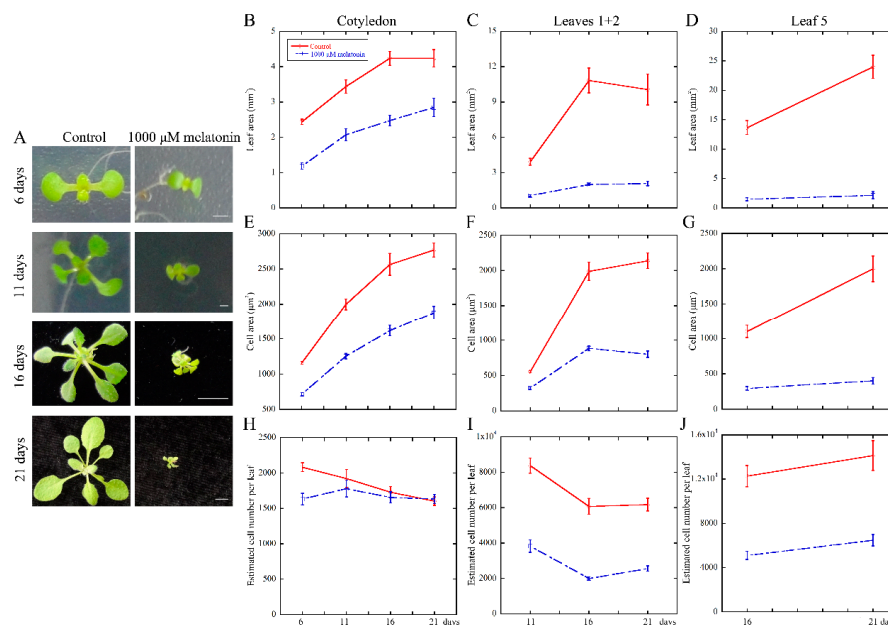 B Cotyledon
C Leaves 1+2
D Leaf 5
A Control 1000 μM melatonin
6 days
11 days
16 days
21 days
Leaf area (mm²)
5
4
3
2
1
0
Control
1000 μM melatonin
Leaf area (mm²)
12
9
6
3
0
Leaf area (mm²)
30
25
20
15
10
5
0
E
Cell area (μm²)
3000
2500
2000
1500
1000
500
F
Cell area (μm²)
2500
2000
1500
1000
500
0
G
Cell area (μm²)
2500
2000
1500
1000
500
0
H
Estimated cell number per leaf
2500
2000
1500
1000
500
0
6 11 16 21 days
I
Estimated cell number per leaf
1×10⁴
8000
6000
4000
2000
0
11 16 21 days
J
Estimated cell number per leaf
8000
4000
0
16 21 days